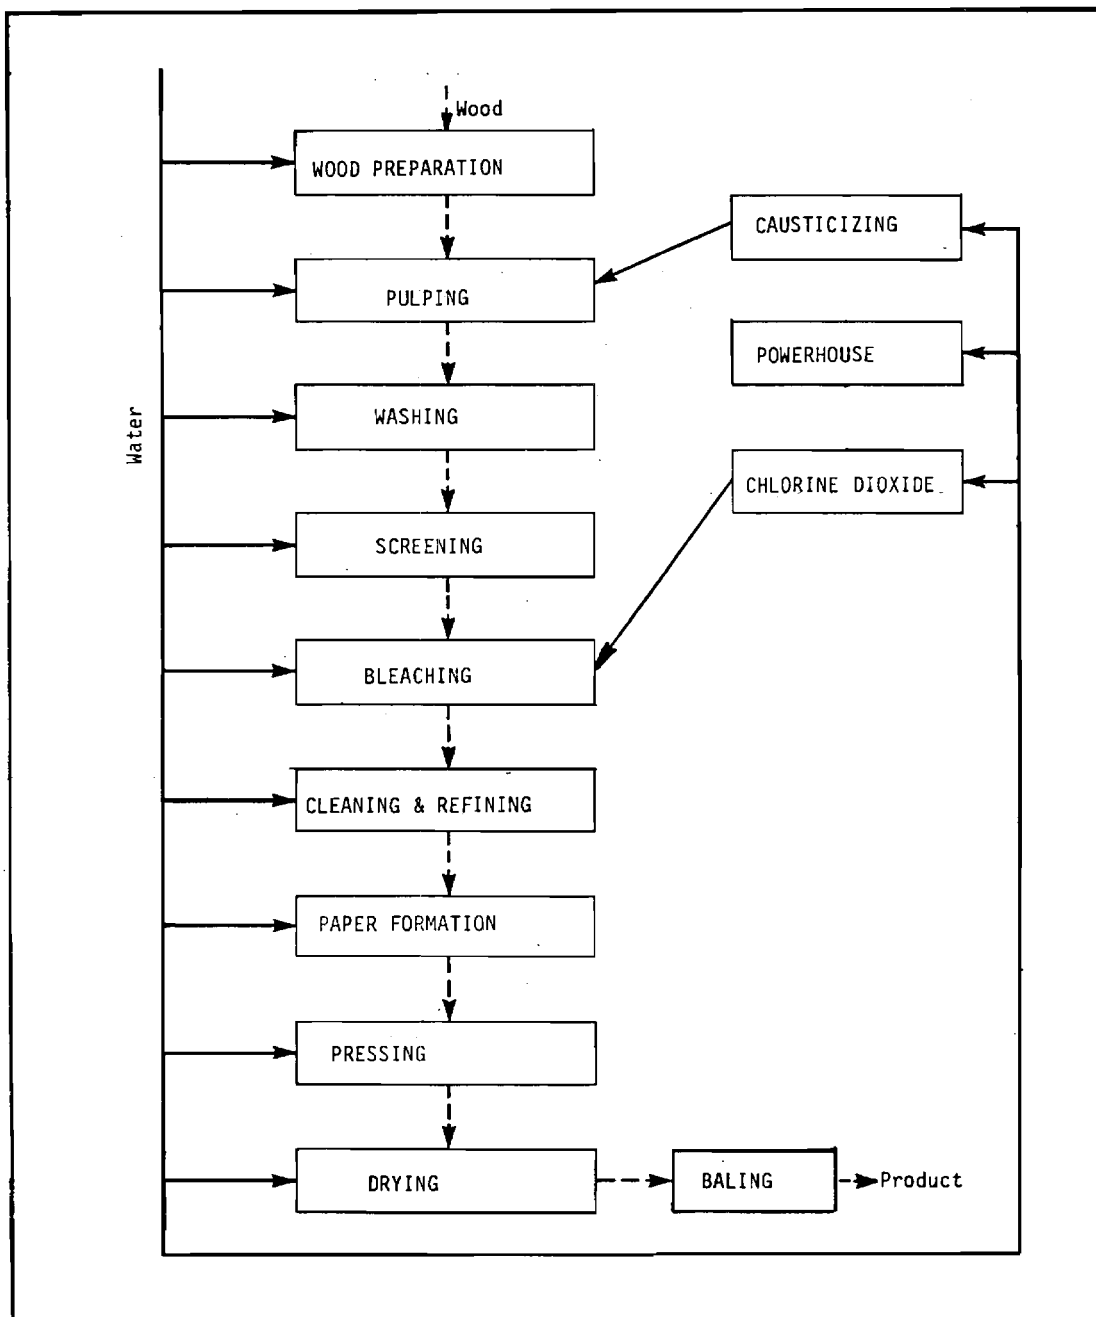 Wood
WOOD PREPARATION
CAUSTICIZING
PULPING
POWERHOUSE
Water
WASHING
CHLORINE DIOXIDE
SCREENING
BLEACHING
CLEANING & REFINING
PAPER FORMATION
PRESSING
DRYING
BALING
Product